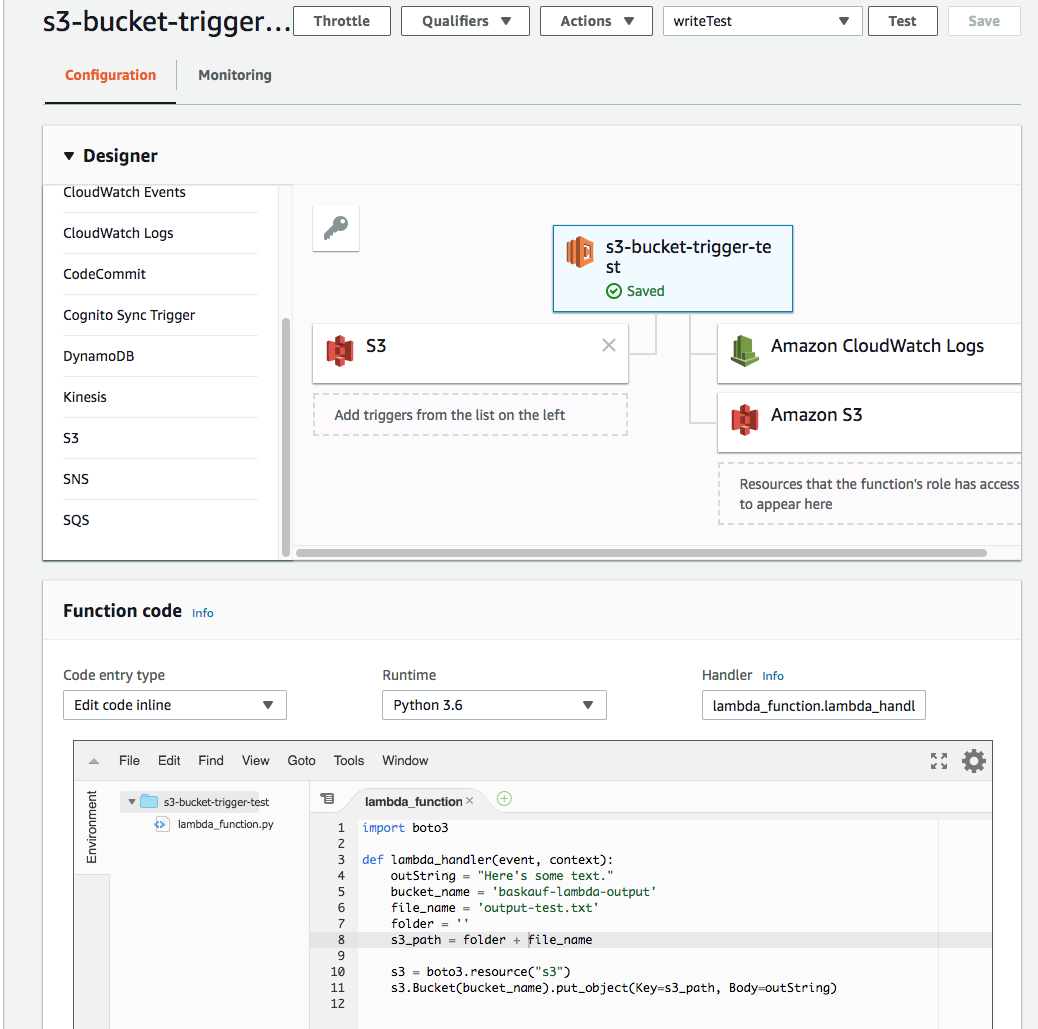 s3-bucket-trigger... Throttle Qualifiers Actions writeTest Test Save
Configuration Monitoring
Designer
CloudWatch Events
CloudWatch Logs
CodeCommit
Cognito Sync Trigger
DynamoDB
Kinesis
S3
SNS
SQS
s3-bucket-trigger-te
st
Saved
S3
Add triggers from the list on the left
Amazon CloudWatch Logs
Amazon S3
Resources that the function's role has access
to appear here
Function code Info
Code entry type Runtime Handler Info
Edit code inline Python 3.6 lambda_function.lambda_handl
File Edit Find View Goto Tools Window
Environment
s3-bucket-trigger-test
lambda_function.py
lambda_function
1 import boto3
2
3 def lambda_handler(event, context):
4 outString = "Here's some text."
5 bucket_name = 'baskauf-lambda-output'
6 file_name = 'output-test.txt'
7 folder = ''
8 s3_path = folder + file_name
9
10 s3 = boto3.resource("s3")
11 s3.Bucket(bucket_name).put_object(Key=s3_path, Body=outString)
12